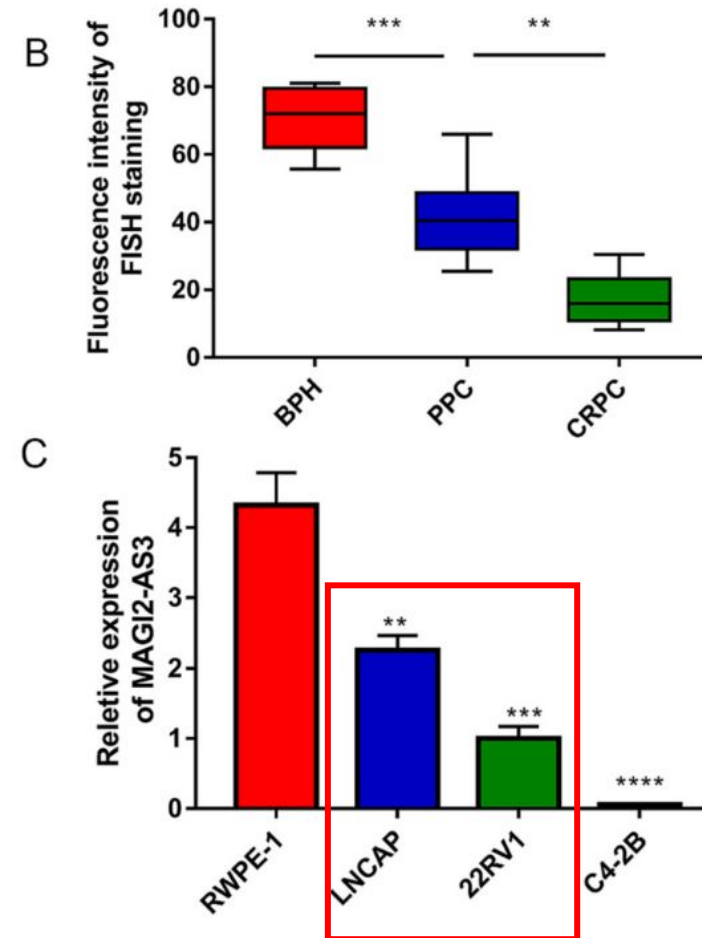 B
Fluorescence intensity of
FISH staining
100
80
60
40
20
0
***
**
BPH
PPC
CRPC
C
Reletive expression
of MAGI2-AS3
5
4
3
2
1
0
**
***
****
RWPE-1
LNCAP
22RV1
C4-2B